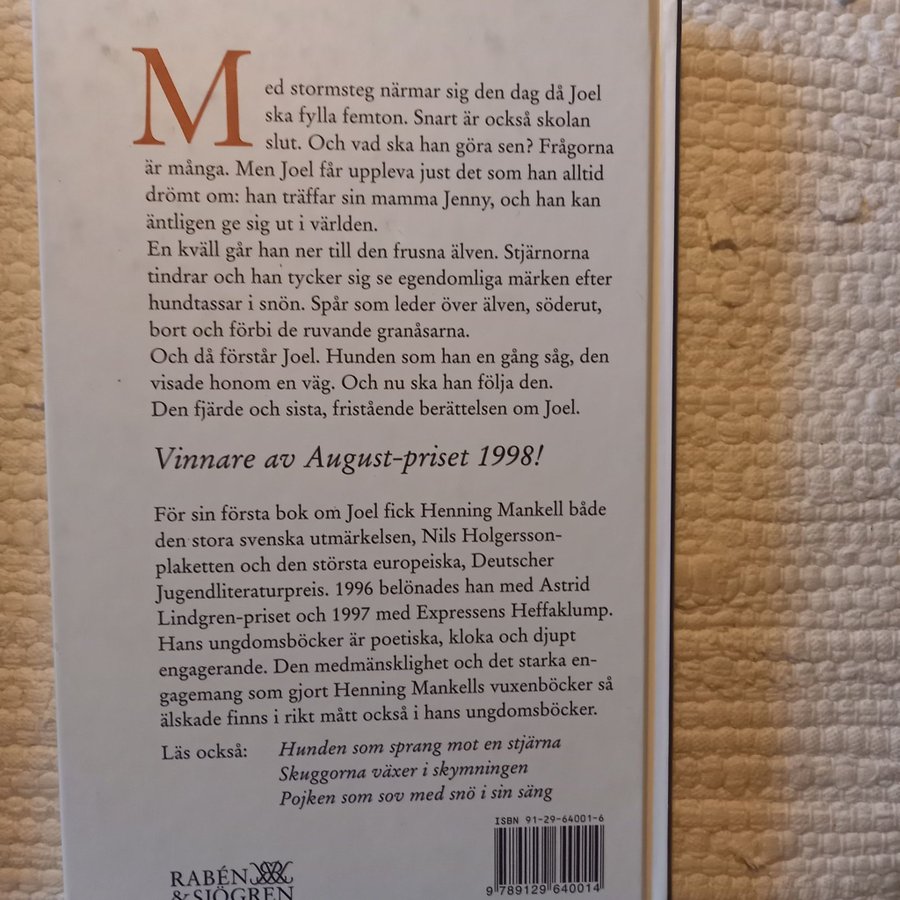 Med stormsteg närmar sig den dag då Joel
ska fylla femton. Snart är också skolan
slut. Och vad ska han göra sen? Frågorna
är många. Men Joel får uppleva just det som han alltid
drömt om: han träffar sin mamma Jenny, och han kan
äntligen ge sig ut i världen.
En kväll går han ner till den frusna älven. Stjärnorna
tindrar och han tycker sig se egendomliga märken efter
hundtassar i snön. Spår som leder över älven, söderut,
bort och förbi de ruvande granåsarna.
Och då förstår Joel. Hunden som han en gång såg, den
visade honom en väg. Och nu ska han följa den.
Den fjärde och sista, fristående berättelsen om Joel.
Vinnare av August-priset 1998!
För sin första bok om Joel fick Henning Mankell både
den stora svenska utmärkelsen, Nils Holgersson-
plaketten och den största europeiska, Deutscher
Jugendliteraturpreis. 1996 belönades han med Astrid
Lindgren-priset och 1997 med Expressens Heffaklump.
Hans ungdomsböcker är poetiska, kloka och djupt
engagerande. Den medmänsklighet och det starka en-
gagemang som gjort Henning Mankells vuxenböcker så
älskade finns i rikt mått också i hans ungdomsböcker.
Läs också: Hunden som sprang mot en stjärna
Skuggorna växer i skymningen
Pojken som sov med snö i sin säng
ISBN 91-29-64001-6
9 789129 640014
RABÉN
& SJÖGREN